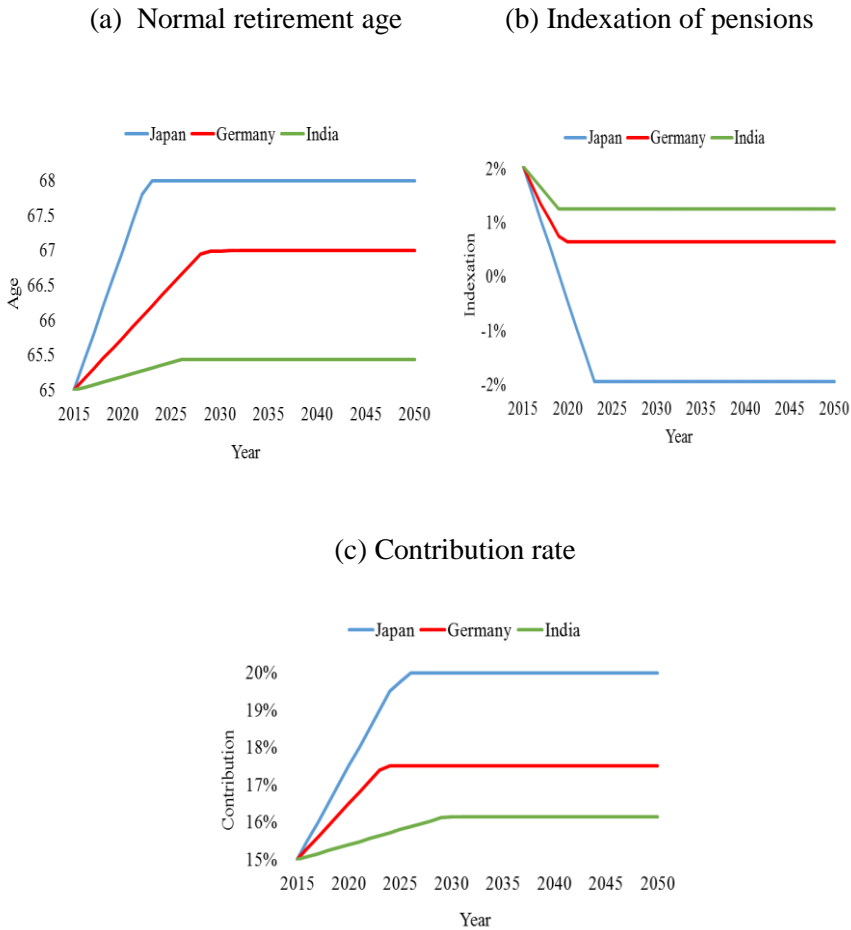 (a) Normal retirement age
(b) Indexation of pensions
Japan Germany India
68
67.5
67
66.5
66
65.5
65
Age
2015 2020 2025 2030 2035 2040 2045 2050
Year
Japan Germany India
2%
1%
0%
-1%
-2%
Indexation
2015 2020 2025 2030 2035 2040 2045 2050
Year
(c) Contribution rate
Japan Germany India
20%
19%
18%
17%
16%
15%
Contribution
2015 2020 2025 2030 2035 2040 2045 2050
Year